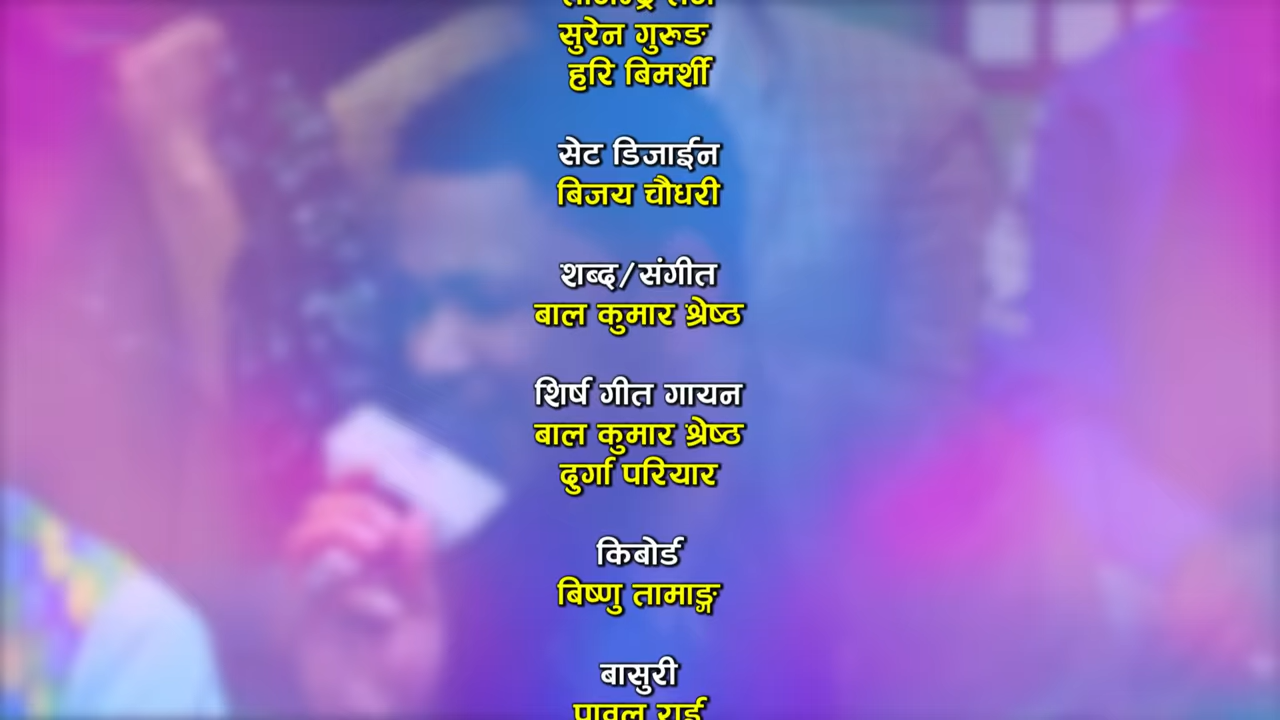 सुरेन गुरूङ
हरि बिमर्शी
सेट डिजाईन
बिजय चौधरी
शब्द/संगीत
बाल कुमार श्रेष्ठ
शिर्ष गीत गायन
बाल कुमार श्रेष्ठ
दुर्गा परियार
किबोर्ड
बिष्णु तामाङ्ग
बासुरी